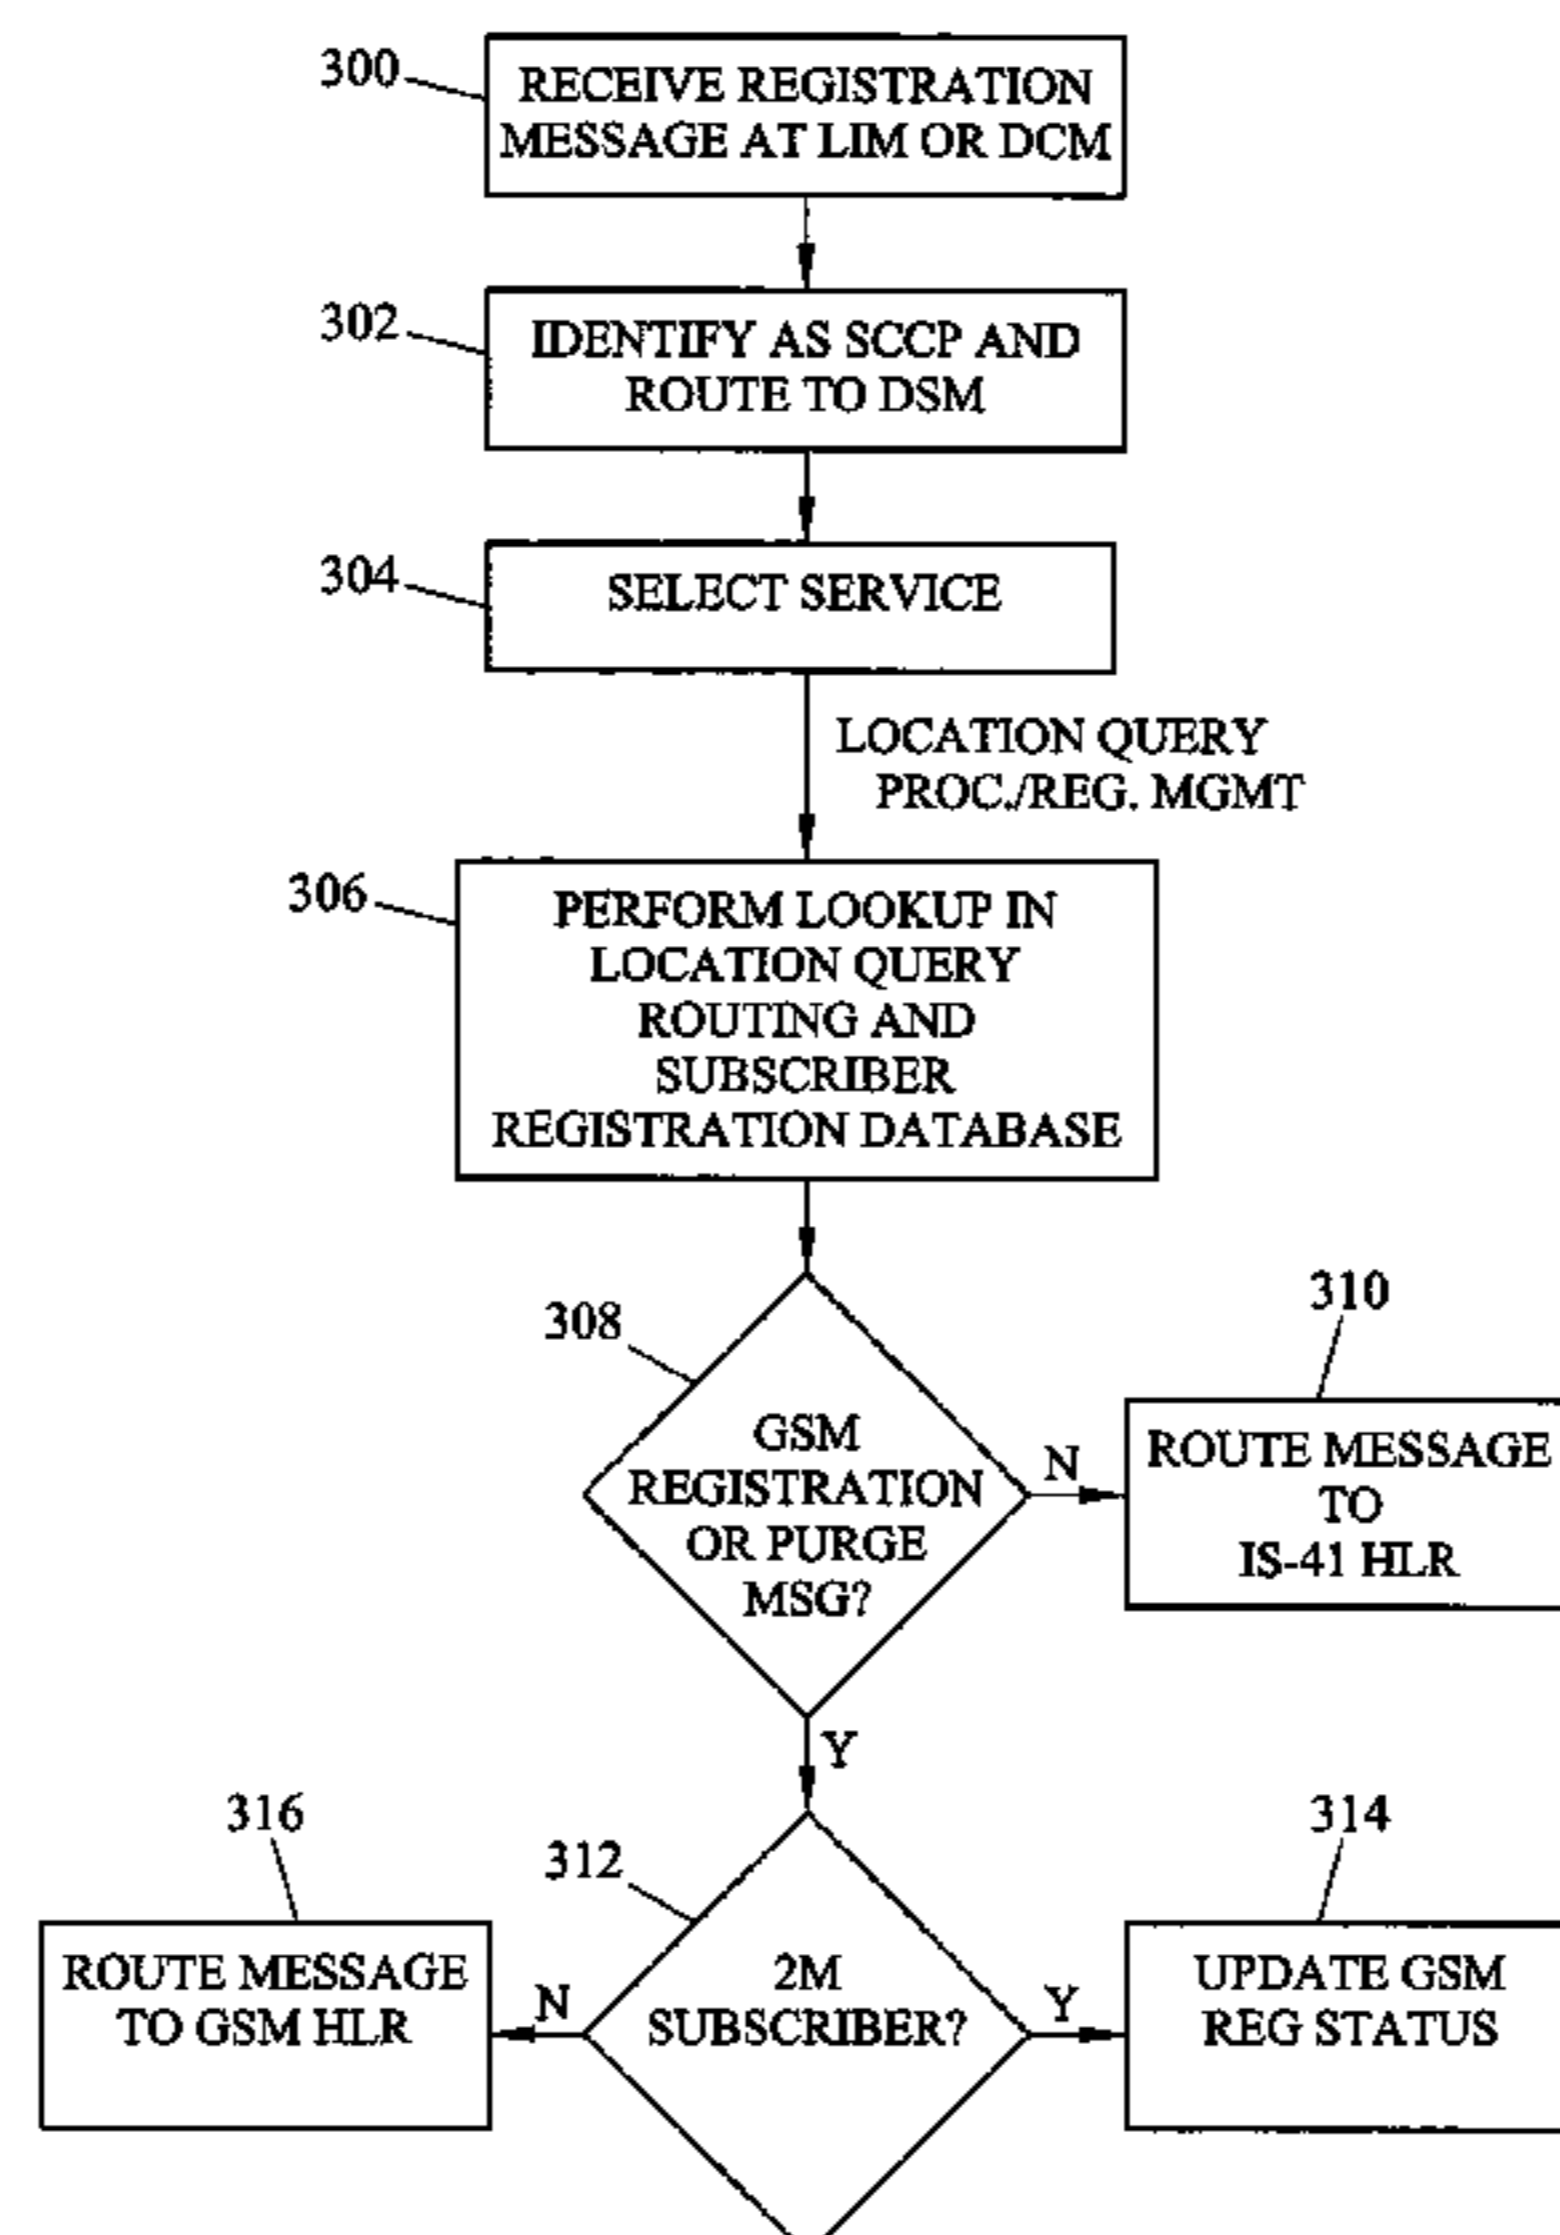 300
RECEIVE REGISTRATION
MESSAGE AT LIM OR DCM
302
IDENTIFY AS SCCP AND
ROUTE TO DSM
304
SELECT SERVICE
LOCATION QUERY
PROC./REG. MGMT
306
PERFORM LOOKUP IN
LOCATION QUERY
ROUTING AND
SUBSCRIBER
REGISTRATION DATABASE
308
GSM
REGISTRATION
OR PURGE
MSG?
N
310
ROUTE MESSAGE
TO
IS-41 HLR
Y
312
2M
SUBSCRIBER?
N
316
ROUTE MESSAGE
TO GSM HLR
Y
314
UPDATE GSM
REG STATUS